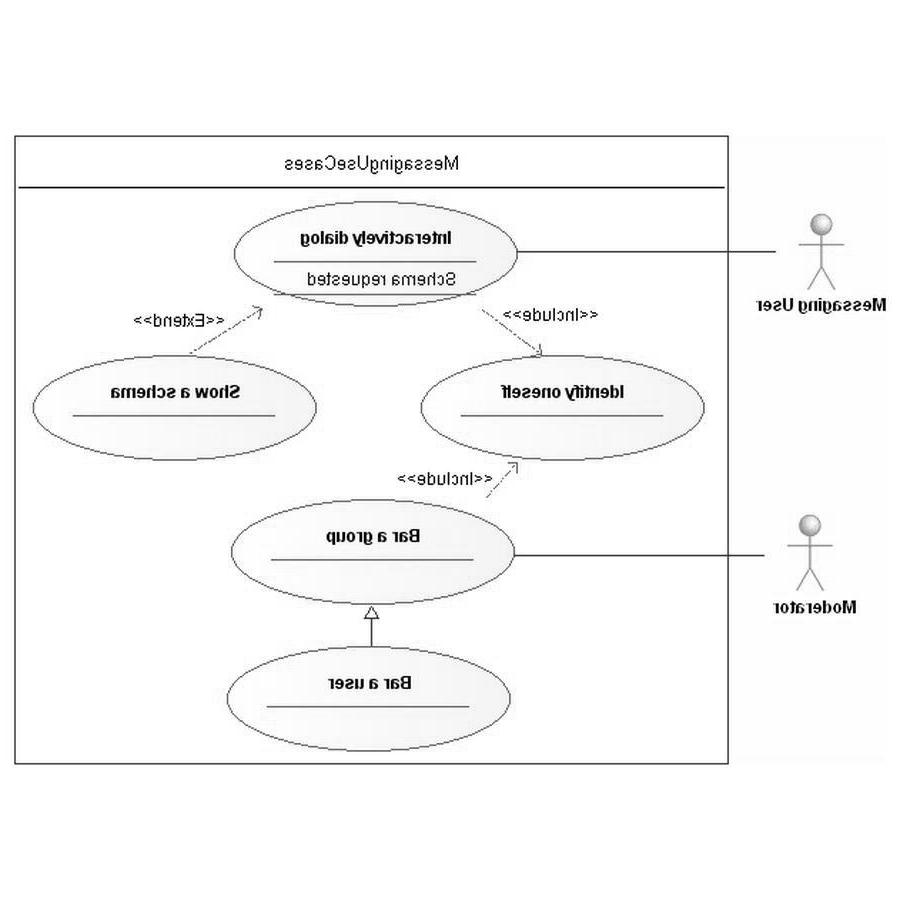 MessagingUseCases
Interactively dialog
Schema requested
Messaging User
<<Extend>>
<<Include>>
Show a schema
Identify oneself
<<Include>>
Bar a group
Moderator
Bar a user